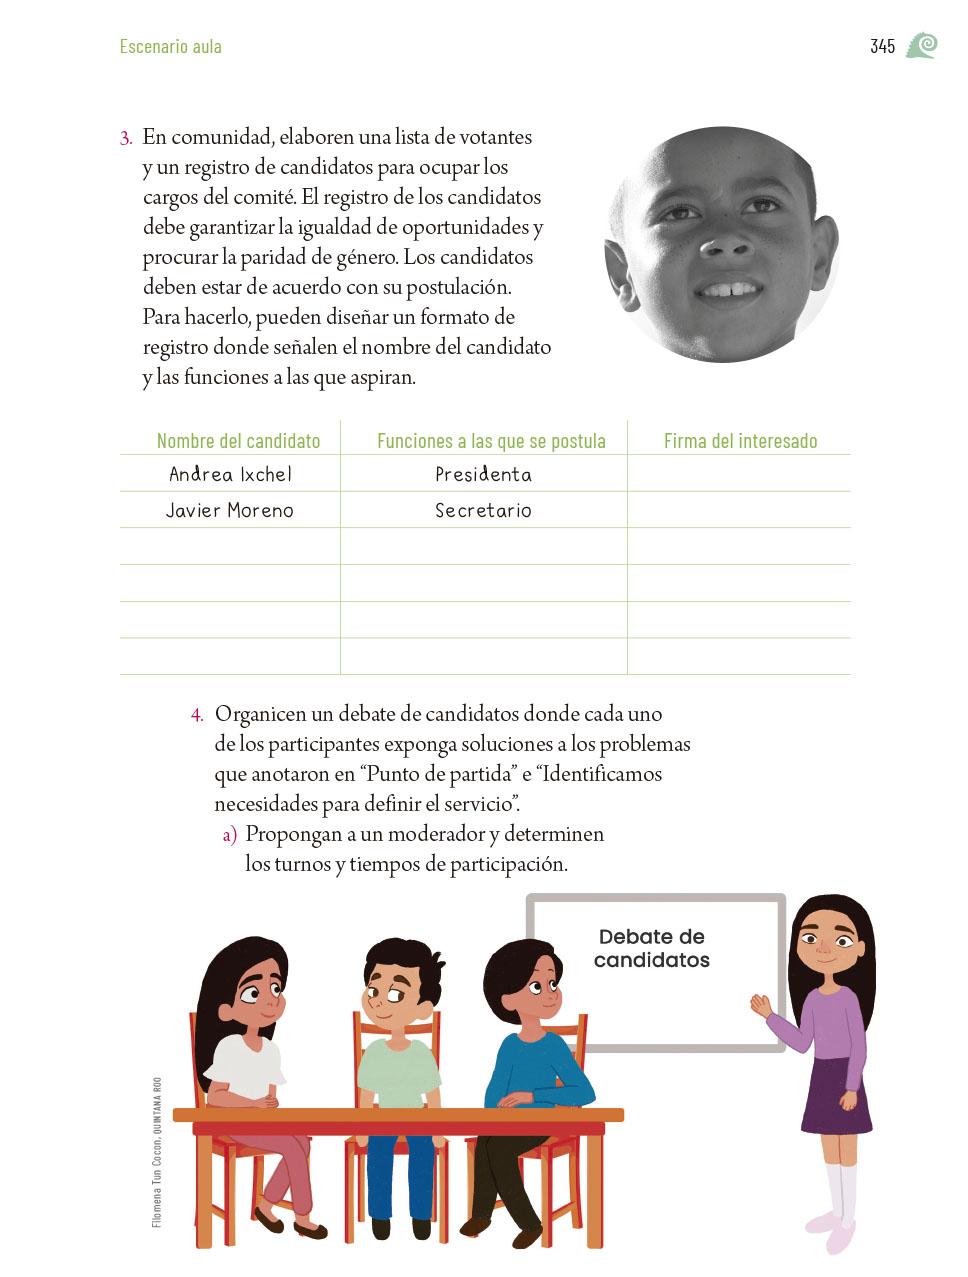 Escenario aula
345
3. En comunidad, elaboren una lista de votantes
y un registro de candidatos para ocupar los
cargos del comité. El registro de los candidatos
debe garantizar la igualdad de oportunidades y
procurar la paridad de género. Los candidatos
deben estar de acuerdo con su postulación.
Para hacerlo, pueden diseñar un formato de
registro donde señalen el nombre del candidato
y las funciones a las que aspiran.
Nombre del candidato Funciones a las que se postula Firma del interesado
Andrea Ixchel Presidenta
Javier Moreno Secretario
4. Organicen un debate de candidatos donde cada uno
de los participantes exponga soluciones a los problemas
que anotaron en “Punto de partida” e “Identificamos
necesidades para definir el servicio”.
a) Propongan a un moderador y determinen
los turnos y tiempos de participación.
Debate de
candidatos
Filomena Tun Cocon, QUINTANA ROO